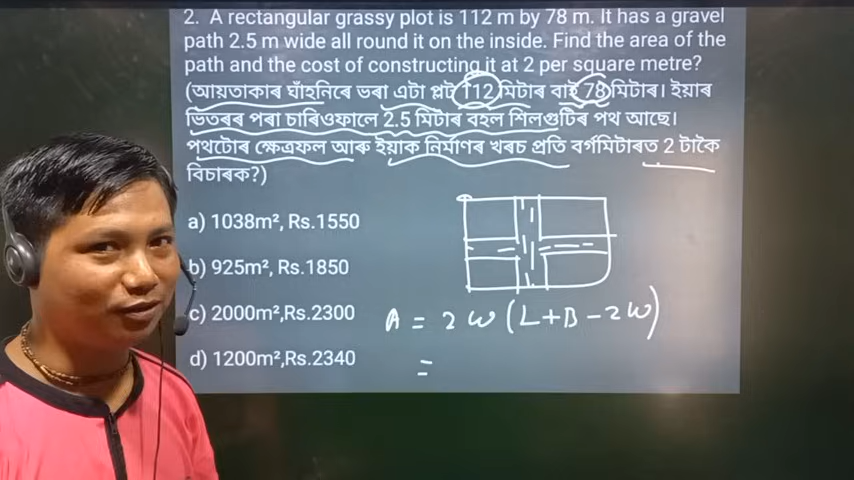 2. A rectangular grassy plot is 112 m by 78 m. It has a gravel
path 2.5 m wide all round it on the inside. Find the area of the
path and the cost of constructing it at 2 per square metre?
(আয়তাকাৰ ঘাঁহনিৰে ভৰা এটা প্লট 112 মিটাৰ বাই 78 মিটাৰ। ইয়াৰ
ভিতৰৰ পৰা চাৰিওফালে 2.5 মিটাৰ বহল শিলগুটিৰ পথ আছে।
পথটোৰ ক্ষেত্ৰফল আৰু ইয়াক নিৰ্মাণৰ খৰচ প্ৰতি বৰ্গমিটাৰত 2 টাকৈ
বিচাৰক?)
a) 1038m², Rs.1550
b) 925m², Rs.1850
c) 2000m²,Rs.2300
d) 1200m²,Rs.2340
A = 2 w (L + B - 2 w)
=